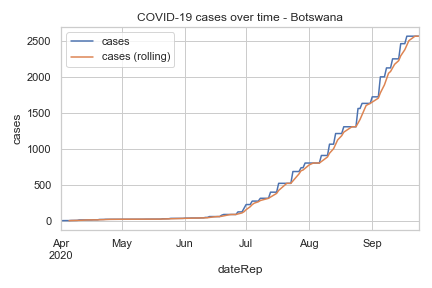 COVID-19 cases over time - Botswana
cases
cases (rolling)
2500
2000
1500
1000
500
0
cases
Apr
2020
May
Jun
Jul
Aug
Sep
dateRep